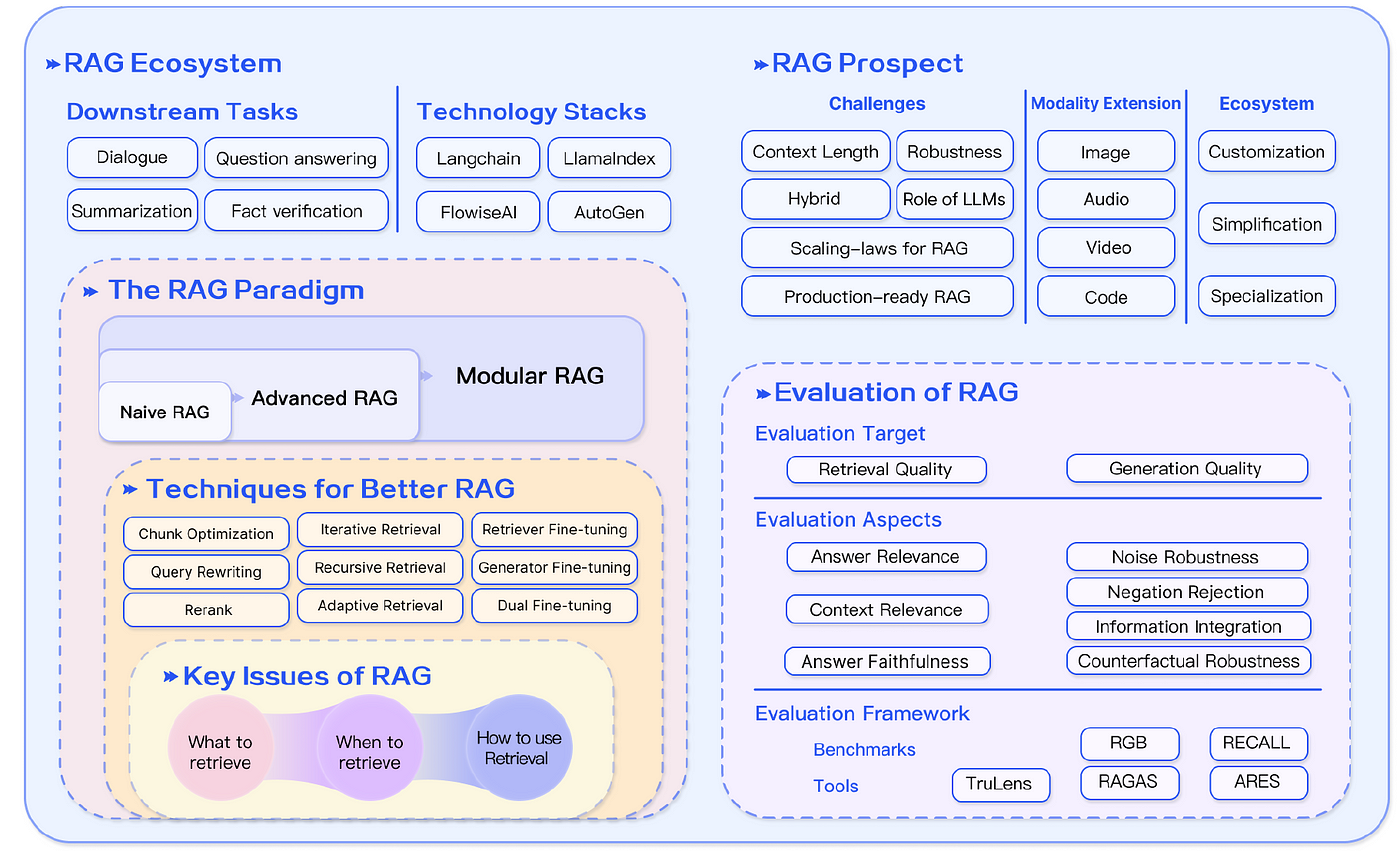 RAG Ecosystem
Downstream Tasks
Dialogue
Question answering
Summarization
Fact verification
Technology Stacks
Langchain
LlamaIndex
FlowiseAI
AutoGen
The RAG Paradigm
Naive RAG
Advanced RAG
Modular RAG
Techniques for Better RAG
Chunk Optimization
Iterative Retrieval
Retriever Fine-tuning
Query Rewriting
Recursive Retrieval
Generator Fine-tuning
Rerank
Adaptive Retrieval
Dual Fine-tuning
Key Issues of RAG
What to
retrieve
When to
retrieve
How to use
Retrieval
RAG Prospect
Challenges
Context Length
Robustness
Hybrid
Role of LLMs
Scaling-laws for RAG
Production-ready RAG
Modality Extension
Image
Audio
Video
Code
Ecosystem
Customization
Simplification
Specialization
Evaluation of RAG
Evaluation Target
Retrieval Quality
Generation Quality
Evaluation Aspects
Answer Relevance
Context Relevance
Answer Faithfulness
Noise Robustness
Negation Rejection
Information Integration
Counterfactual Robustness
Evaluation Framework
Benchmarks
RGB
RECALL
Tools
TruLens
RAGAS
ARES